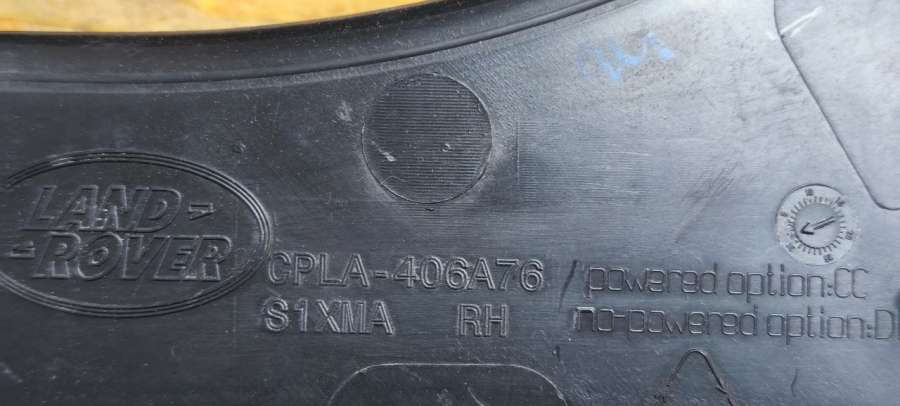 LAND-
-ROVER
CPLA-406A76
S1XMA RH
/powered option:CC
no-powered option:D